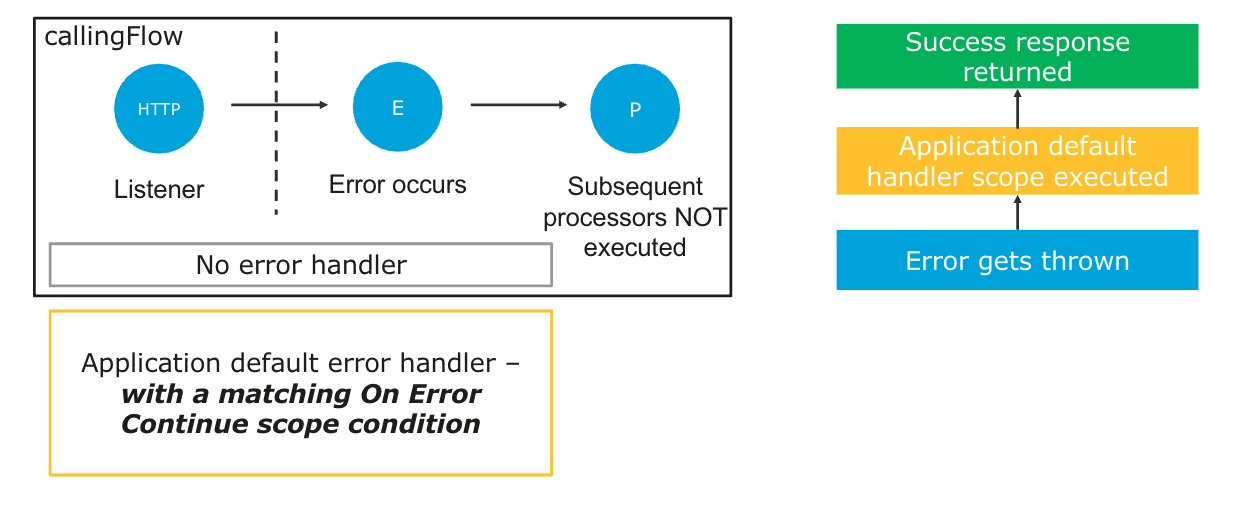 callingFlow
HTTP
E
P
Listener
Error occurs
Subsequent
processors NOT
executed
No error handler
Application default error handler –
with a matching On Error
Continue scope condition
Success response
returned
Application default
handler scope executed
Error gets thrown